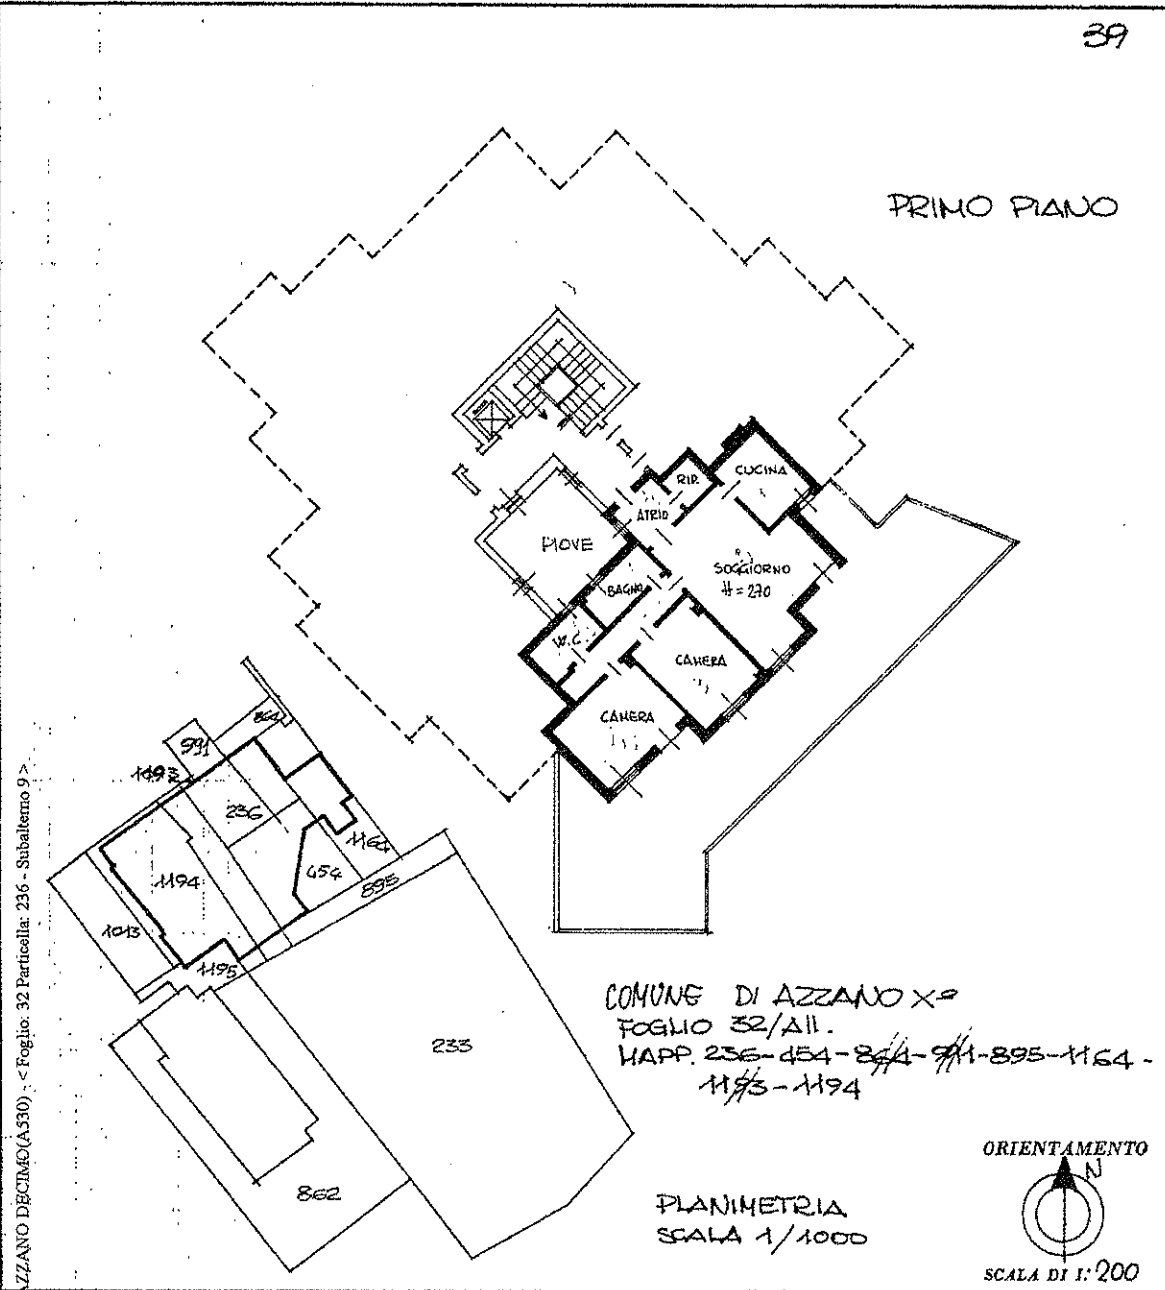 39
PRIMO PIANO
CUCINA
RIP.
ATRIO
PIOVE
SOGGIORNO
H=270
BAGNO
W.C.
CAMERA
CAMERA
864
991
1193
236
1164
454
895
1194
1013
1195
233
862
COMUNE DI AZZANO Xº
FOGLIO 32/All.
MAPP. 236-454-864-991-895-1164-
1193-1194
PLANIMETRIA
SCALA 1/1000
ORIENTAMENTO
N
SCALA DI 1:200
AZZANO DECIMO(A530) - < Foglio: 32 Particella: 236 - Subalterno 9 >